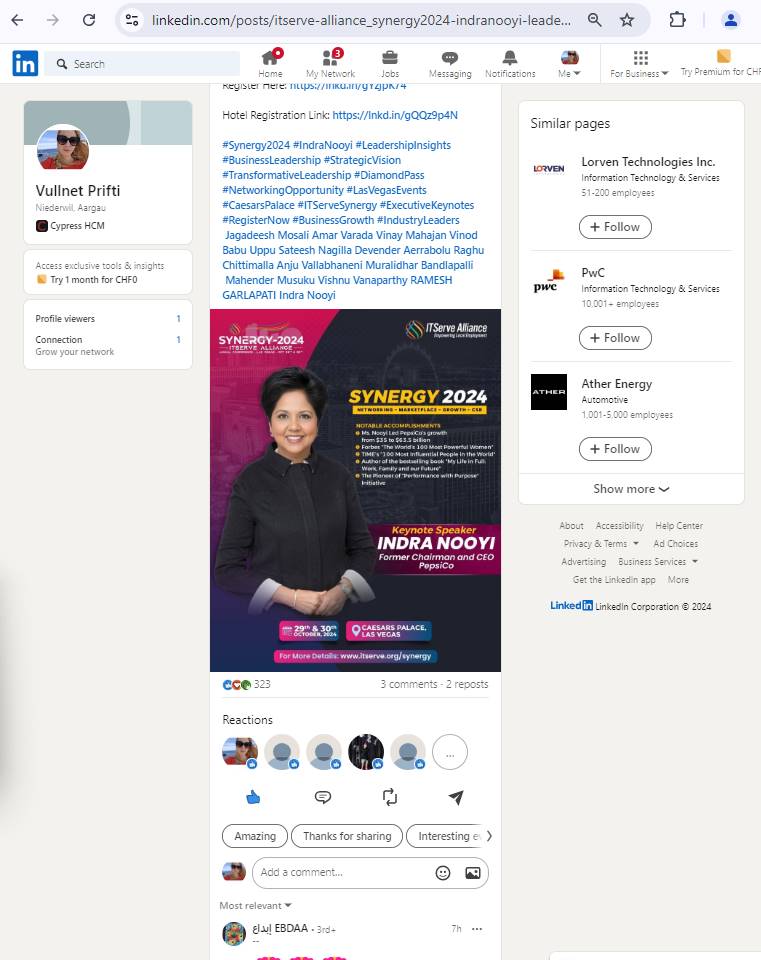 linkedin.com/posts/itserve-alliance_synergy2024-indranooyi-leade...
in
Search
Home
3
My Network
Jobs
Messaging
Notifications
Me
For Business
Try Premium for CHF
Vullnet Prifti
Niederwil, Aargau
Cypress HCM
Access exclusive tools & insights
Try 1 month for CHF0
Profile viewers 1
Connection 1
Grow your network
Register Here: https://lnkd.in/gYzjpK74
Hotel Registration Link: https://lnkd.in/gQQz9p4N
#Synergy2024 #IndraNooyi #LeadershipInsights
#BusinessLeadership #StrategicVision
#TransformativeLeadership #DiamondPass
#NetworkingOpportunity #LasVegasEvents
#CaesarsPalace #ITServeSynergy #ExecutiveKeynotes
#RegisterNow #BusinessGrowth #IndustryLeaders
Jagadeesh Mosali Amar Varada Vinay Mahajan Vinod
Babu Uppu Sateesh Nagilla Devender Aerrabolu Raghu
Chittimalla Anju Vallabhaneni Muralidhar Bandlapalli
Mahender Musuku Vishnu Vanaparthy RAMESH
GARLAPATI Indra Nooyi
SYNERGY-2024
ITSERVE ALLIANCE
ITServe Alliance
Empowering Local Employment
SYNERGY 2024
NETWORKING • MARKETPLACE • GROWTH • CSR
NOTABLE ACCOMPLISHMENTS
Ms. Nooyi Led PepsiCo's growth
from $35 to $63.5 billion
Forbes "The World's 100 Most Powerful Women"
TIME's "100 Most Influential People in the World"
Author of the bestselling book "My Life in Full:
Work, Family and our Future"
The Pioneer of "Performance with Purpose"
Initiative
Keynote Speaker
INDRA NOOYI
Former Chairman and CEO
PepsiCo
29th & 30th
OCTOBER, 2024
CAESARS PALACE,
LAS VEGAS
For More Details: www.itserve.org/synergy
323
3 comments · 2 reposts
Reactions
...
Amazing
Thanks for sharing
Interesting ev
Add a comment...
Most relevant
إبداع EBDAA • 3rd+
7h
--
Similar pages
LORVEN
Lorven Technologies Inc.
Information Technology & Services
51-200 employees
+ Follow
pwc
PwC
Information Technology & Services
10,001+ employees
+ Follow
ATHER
Ather Energy
Automotive
1,001-5,000 employees
+ Follow
Show more
About Accessibility Help Center
Privacy & Terms Ad Choices
Advertising Business Services
Get the LinkedIn app More
LinkedIn LinkedIn Corporation © 2024